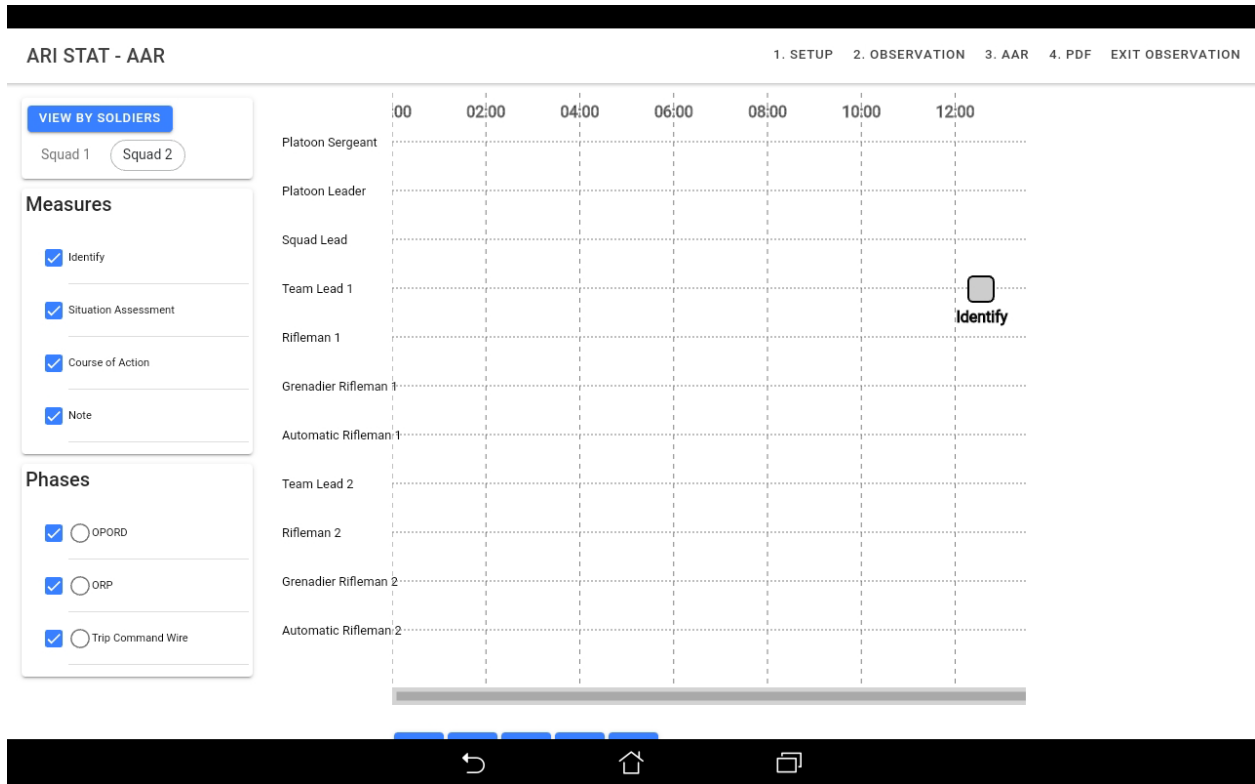 ARI STAT - AAR
1. SETUP 2. OBSERVATION 3. AAR 4. PDF EXIT OBSERVATION
VIEW BY SOLDIERS
Squad 1 Squad 2
Measures
Identify
Situation Assessment
Course of Action
Note
Phases
OPORD
ORP
Trip Command Wire
:00 02:00 04:00 06:00 08:00 10:00 12:00
Platoon Sergeant
Platoon Leader
Squad Lead
Team Lead 1
Identify
Rifleman 1
Grenadier Rifleman 1
Automatic Rifleman 1
Team Lead 2
Rifleman 2
Grenadier Rifleman 2
Automatic Rifleman 2